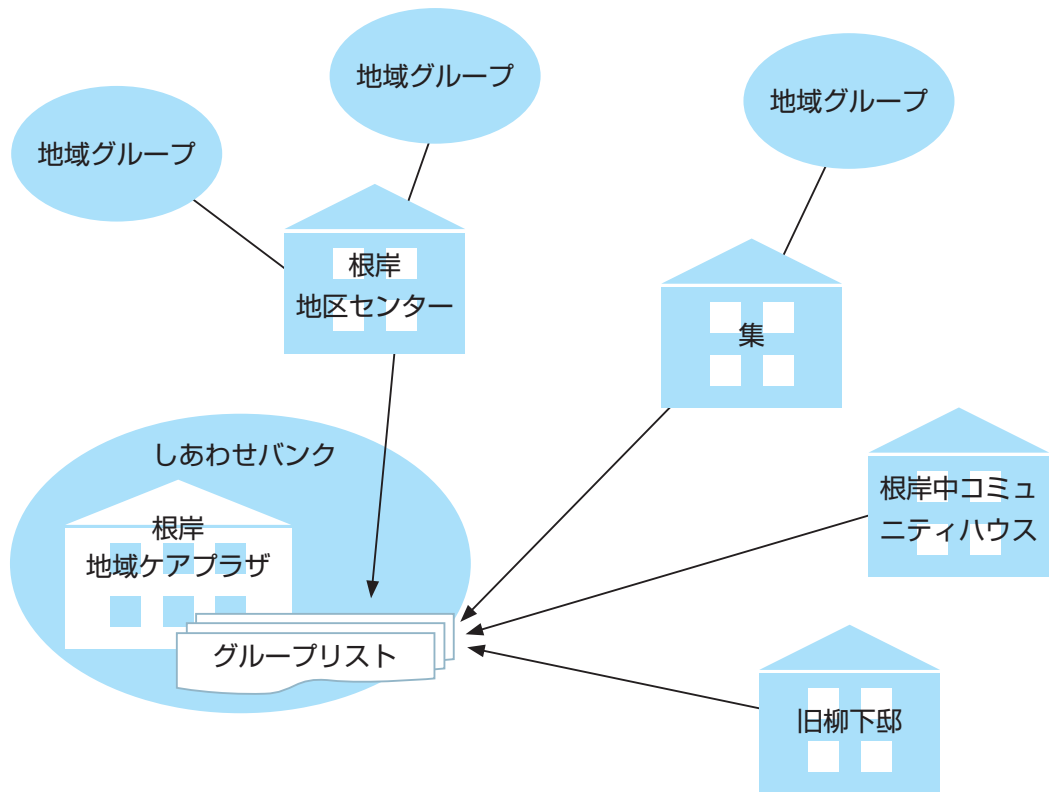 地域グループ
地域グループ
地域グループ
根岸
地区センター
集
しあわせバンク
根岸
地域ケアプラザ
グループリスト
根岸中コミュ
ニティハウス
旧柳下邸